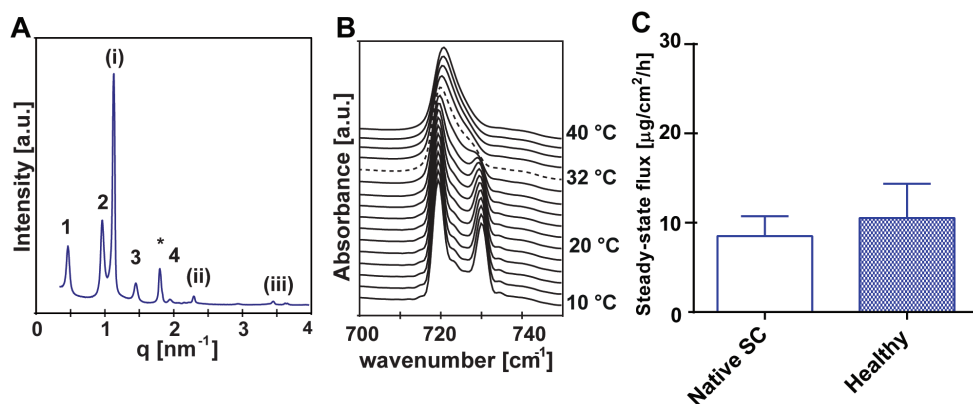 A
Intensity [a.u.]
(i)
1
2
3
*
4
(ii)
(iii)
0
1
2
3
4
q [nm⁻¹]
B
Absorbance [a.u.]
40 °C
32 °C
20 °C
10 °C
700
720
740
wavenumber [cm⁻¹]
C
Steady-state flux [µg/cm²/h]
30
20
10
0
Native SC
Healthy